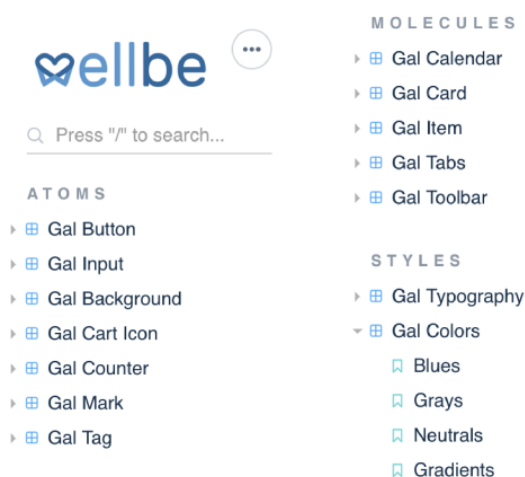 wellbe
Press "/" to search...
ATOMS
Gal Button
Gal Input
Gal Background
Gal Cart Icon
Gal Counter
Gal Mark
Gal Tag
MOLECULES
Gal Calendar
Gal Card
Gal Item
Gal Tabs
Gal Toolbar
STYLES
Gal Typography
Gal Colors
Blues
Grays
Neutrals
Gradients